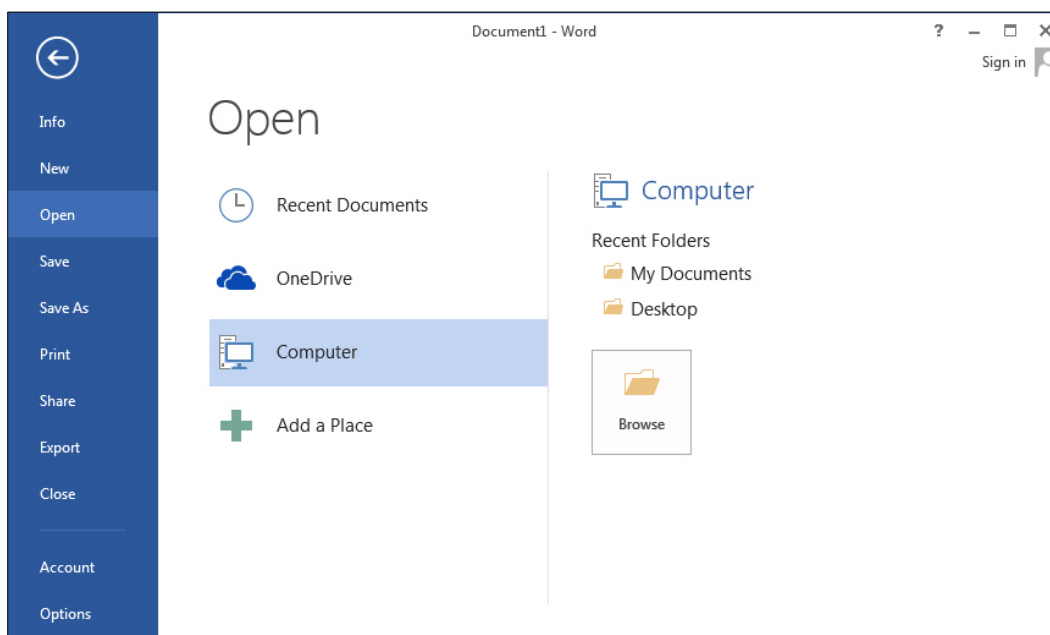 Document1 - Word
?
Sign in
Info
New
Open
Save
Save As
Print
Share
Export
Close
Account
Options
Open
Recent Documents
OneDrive
Computer
Add a Place
Computer
Recent Folders
My Documents
Desktop
Browse